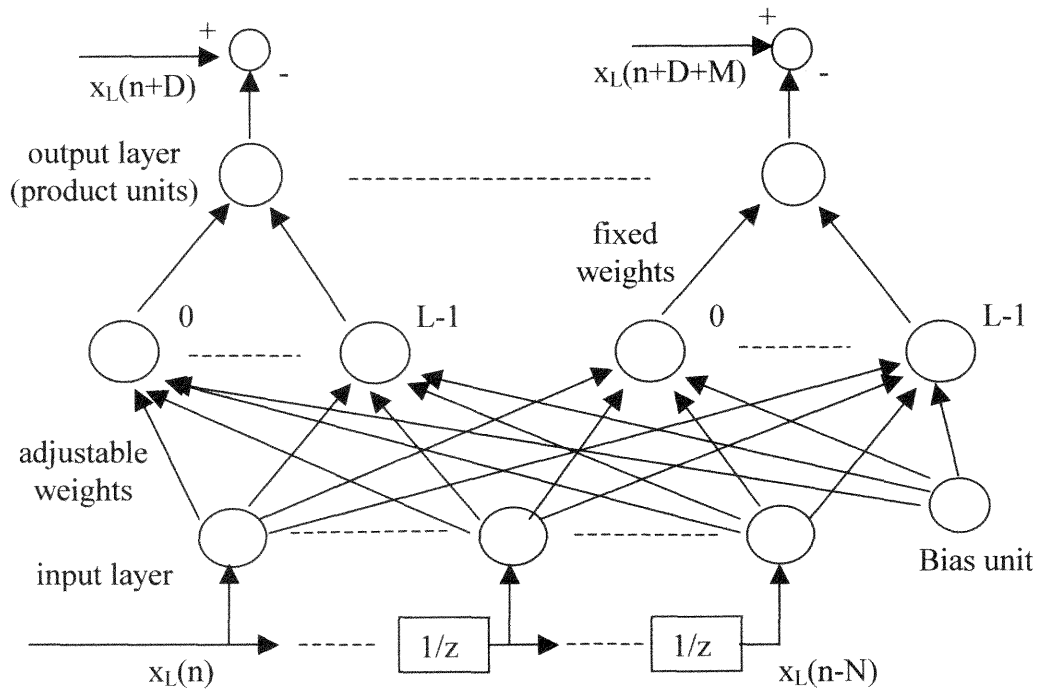 +
+
x_L(n+D)
-
x_L(n+D+M)
-
output layer
(product units)
fixed
weights
0
L-1
0
L-1
adjustable
weights
input layer
Bias unit
1/z
1/z
x_L(n)
x_L(n-N)